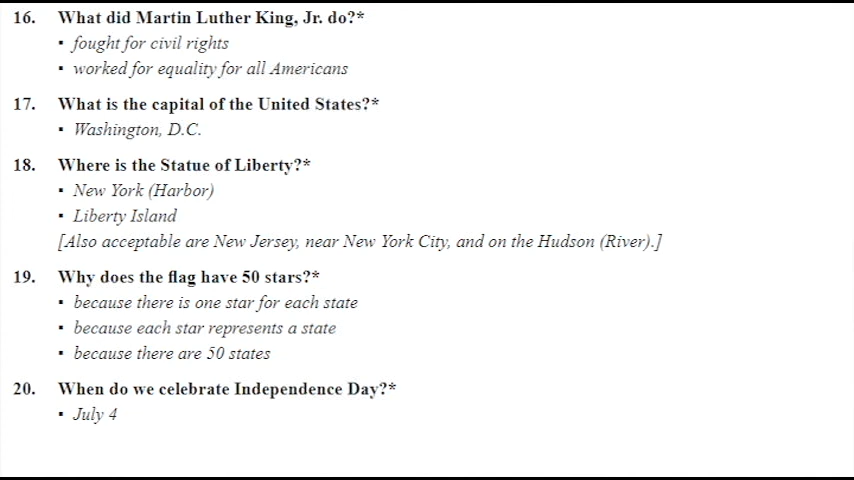 16. What did Martin Luther King, Jr. do?*
▪ fought for civil rights
▪ worked for equality for all Americans
17. What is the capital of the United States?*
▪ Washington, D.C.
18. Where is the Statue of Liberty?*
▪ New York (Harbor)
▪ Liberty Island
[Also acceptable are New Jersey, near New York City, and on the Hudson (River).]
19. Why does the flag have 50 stars?*
▪ because there is one star for each state
▪ because each star represents a state
▪ because there are 50 states
20. When do we celebrate Independence Day?*
▪ July 4